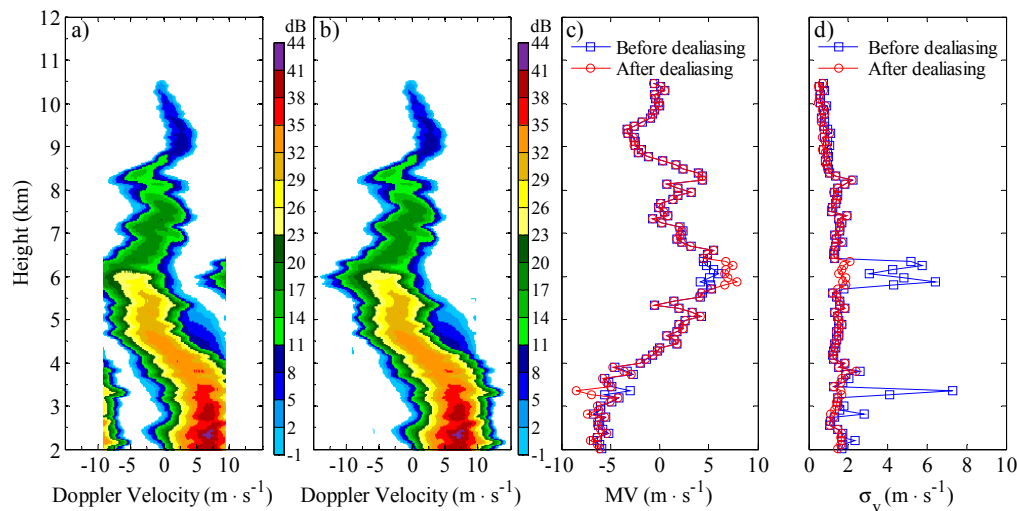 a)
b)
c)
d)
dB
dB
Before dealiasing
After dealiasing
Before dealiasing
After dealiasing
Height (km)
12
11
10
9
8
7
6
5
4
3
2
44
41
38
35
32
29
26
23
20
17
14
11
8
5
2
-1
44
41
38
35
32
29
26
23
20
17
14
11
8
5
2
-1
-10 -5 0 5 10
-10 -5 0 5 10
-10 -5 0 5 10
0 2 4 6 8 10
Doppler Velocity (m · s⁻¹)
Doppler Velocity (m · s⁻¹)
MV (m · s⁻¹)
σ_v (m · s⁻¹)